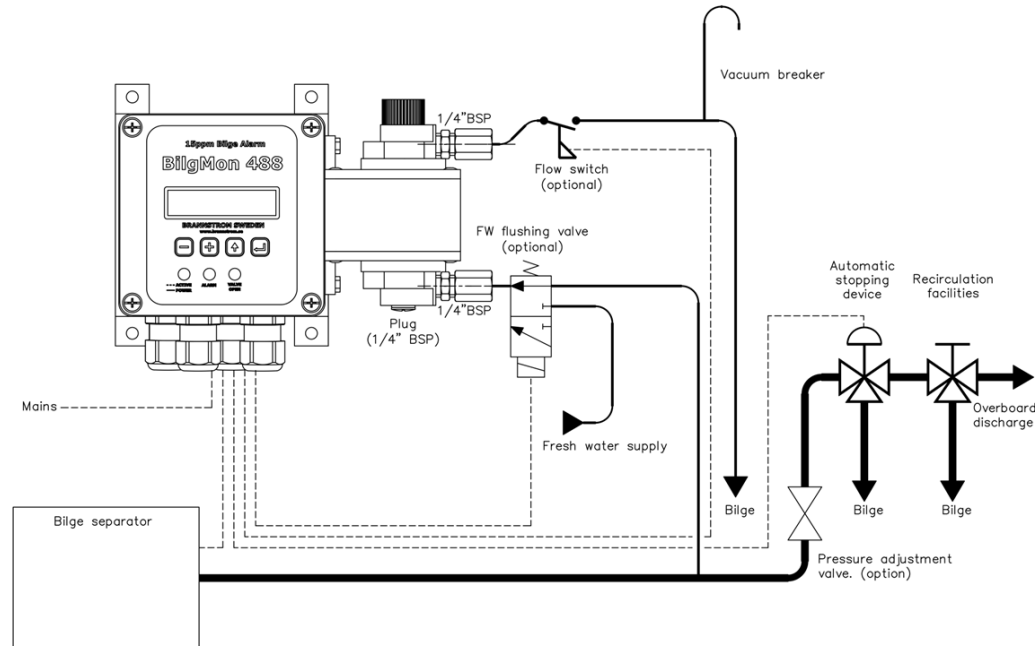 Vacuum breaker
1/4"BSP
15ppm Bilge Alarm
BilgMon 488
Flow switch
(optional)
BRANNSTROM SWEDEN
www.brannstrom.se
FW flushing valve
(optional)
ACTIVE
POWER
ALARM
VALVE
OPEN
1/4"BSP
Plug
(1/4" BSP)
Automatic
stopping
device
Recirculation
facilities
Mains
Overboard
discharge
Fresh water supply
Bilge
Bilge
Bilge
Bilge separator
Pressure adjustment
valve. (option)